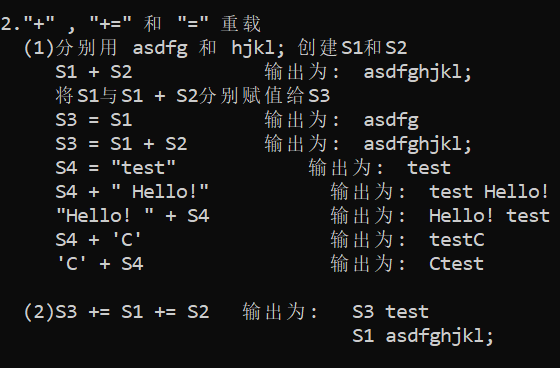 2."+" , "+=" 和 "=" 重载
(1)分别用 asdfg 和 hjkl; 创建S1和S2
S1 + S2 输出为: asdfghjkl;
将S1与S1 + S2分别赋值给S3
S3 = S1 输出为: asdfg
S3 = S1 + S2 输出为: asdfghjkl;
S4 = "test" 输出为: test
S4 + " Hello!" 输出为: test Hello!
"Hello! " + S4 输出为: Hello! test
S4 + 'C' 输出为: testC
'C' + S4 输出为: Ctest
(2)S3 += S1 += S2 输出为: S3 test
S1 asdfghjkl;